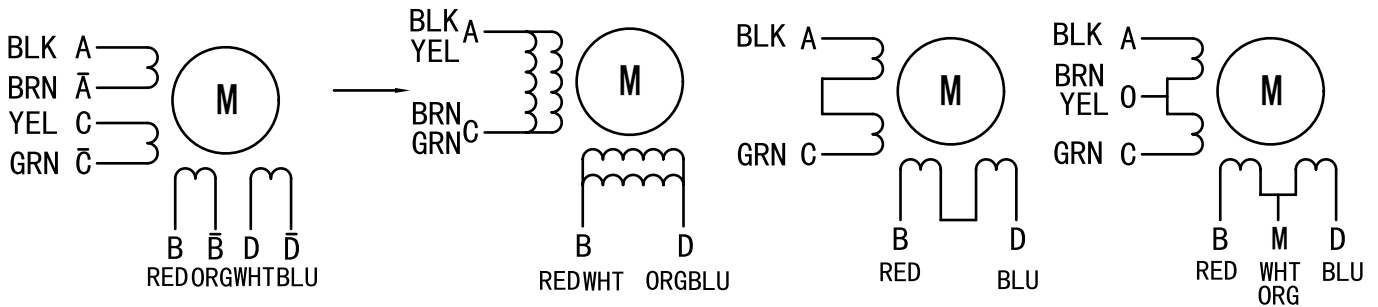 BLK A
BRN A̅
YEL C
GRN C̅
M
B B̅ D D̅
RED ORG WHT BLU
BLK A
YEL
BRN C
GRN
M
B D
RED WHT ORG BLU
BLK A
GRN C
M
B D
RED BLU
BLK A
BRN
YEL O
GRN C
M
B M D
RED WHT BLU
ORG